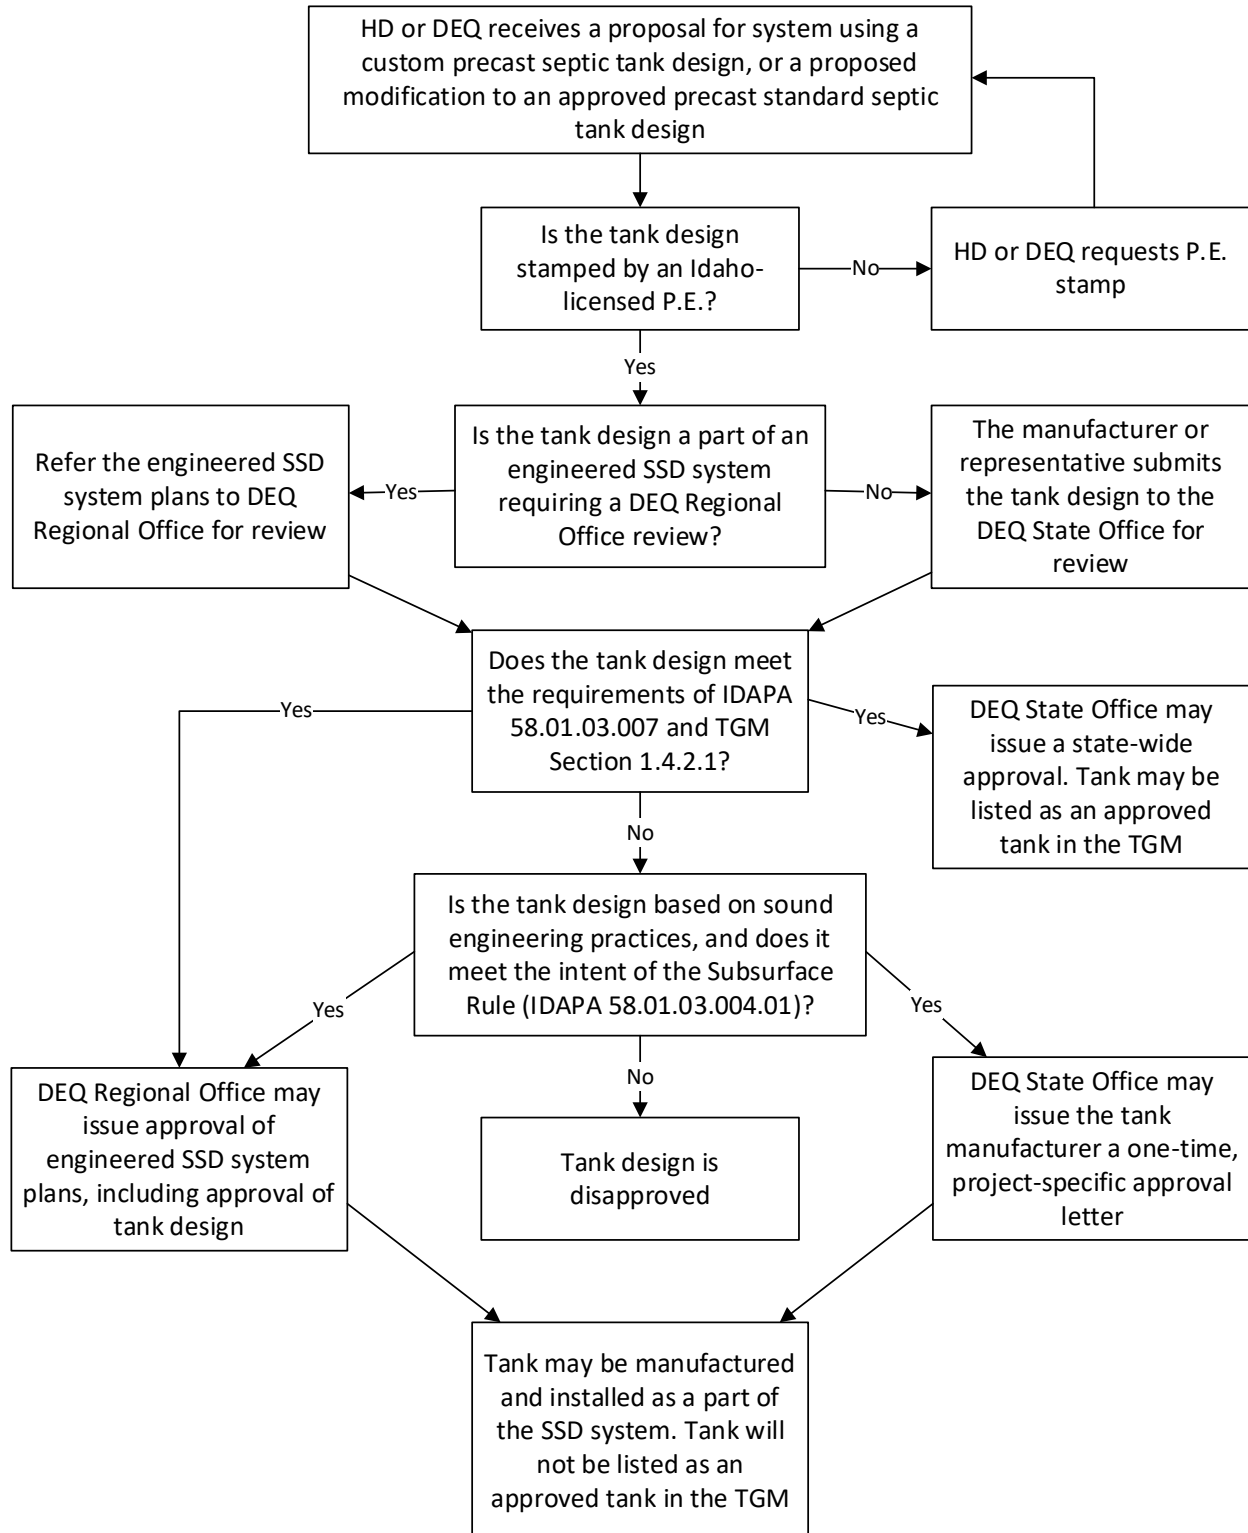 HD or DEQ receives a proposal for system using a
custom precast septic tank design, or a proposed
modification to an approved precast standard septic
tank design
Is the tank design
stamped by an Idaho-
licensed P.E.?
No
HD or DEQ requests P.E.
stamp
Yes
Refer the engineered SSD
system plans to DEQ
Regional Office for review
Yes
Is the tank design a part of an
engineered SSD system
requiring a DEQ Regional
Office review?
No
The manufacturer or
representative submits
the tank design to the
DEQ State Office for
review
Does the tank design meet
the requirements of IDAPA
58.01.03.007 and TGM
Section 1.4.2.1?
Yes
Yes
DEQ State Office may
issue a state-wide
approval. Tank may be
listed as an approved
tank in the TGM
No
Is the tank design based on sound
engineering practices, and does it
meet the intent of the Subsurface
Rule (IDAPA 58.01.03.004.01)?
Yes
Yes
No
DEQ Regional Office may
issue approval of
engineered SSD system
plans, including approval of
tank design
Tank design is
disapproved
DEQ State Office may
issue the tank
manufacturer a one-time,
project-specific approval
letter
Tank may be manufactured
and installed as a part of
the SSD system. Tank will
not be listed as an
approved tank in the TGM